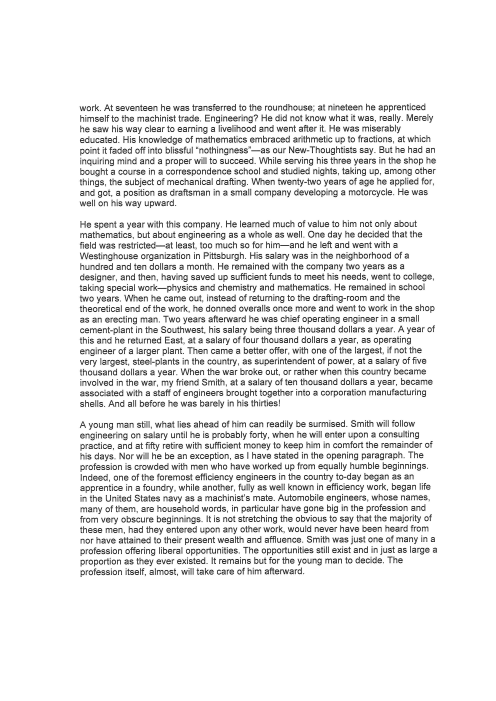 work. At seventeen he was transferred to the roundhouse; at nineteen he apprenticed
himself to the machinist trade. Engineering? He did not know what it was, really. Merely
he saw his way clear to earning a livelihood and went after it. He was miserably
educated. His knowledge of mathematics embraced arithmetic up to fractions, at which
point it faded off into blissful “nothingness”—as our New-Thoughtists say. But he had an
inquiring mind and a proper will to succeed. While serving his three years in the shop he
bought a course in a correspondence school and studied nights, taking up, among other
things, the subject of mechanical drafting. When twenty-two years of age he applied for,
and got, a position as draftsman in a small company developing a motorcycle. He was
well on his way upward.

He spent a year with this company. He learned much of value to him not only about
mathematics, but about engineering as a whole as well. One day he decided that the
field was restricted—at least, too much so for him—and he left and went with a
Westinghouse organization in Pittsburgh. His salary was in the neighborhood of a
hundred and ten dollars a month. He remained with the company two years as a
designer, and then, having saved up sufficient funds to meet his needs, went to college,
taking special work—physics and chemistry and mathematics. He remained in school
two years. When he came out, instead of returning to the drafting-room and the
theoretical end of the work, he donned overalls once more and went to work in the shop
as an erecting man. Two years afterward he was chief operating engineer in a small
cement-plant in the Southwest, his salary being three thousand dollars a year. A year of
this and he returned East, at a salary of four thousand dollars a year, as operating
engineer of a larger plant. Then came a better offer, with one of the largest, if not the
very largest, steel-plants in the country, as superintendent of power, at a salary of five
thousand dollars a year. When the war broke out, or rather when this country became
involved in the war, my friend Smith, at a salary of ten thousand dollars a year, became
associated with a staff of engineers brought together into a corporation manufacturing
shells. And all before he was barely in his thirties!

A young man still, what lies ahead of him can readily be surmised. Smith will follow
engineering on salary until he is probably forty, when he will enter upon a consulting
practice, and at fifty retire with sufficient money to keep him in comfort the remainder of
his days. Nor will he be an exception, as I have stated in the opening paragraph. The
profession is crowded with men who have worked up from equally humble beginnings.
Indeed, one of the foremost efficiency engineers in the country to-day began as an
apprentice in a foundry, while another, fully as well known in efficiency work, began life
in the United States navy as a machinist's mate. Automobile engineers, whose names,
many of them, are household words, in particular have gone big in the profession and
from very obscure beginnings. It is not stretching the obvious to say that the majority of
these men, had they entered upon any other work, would never have been heard from
nor have attained to their present wealth and affluence. Smith was just one of many in a
profession offering liberal opportunities. The opportunities still exist and in just as large a
proportion as they ever existed. It remains but for the young man to decide. The
profession itself, almost, will take care of him afterward.